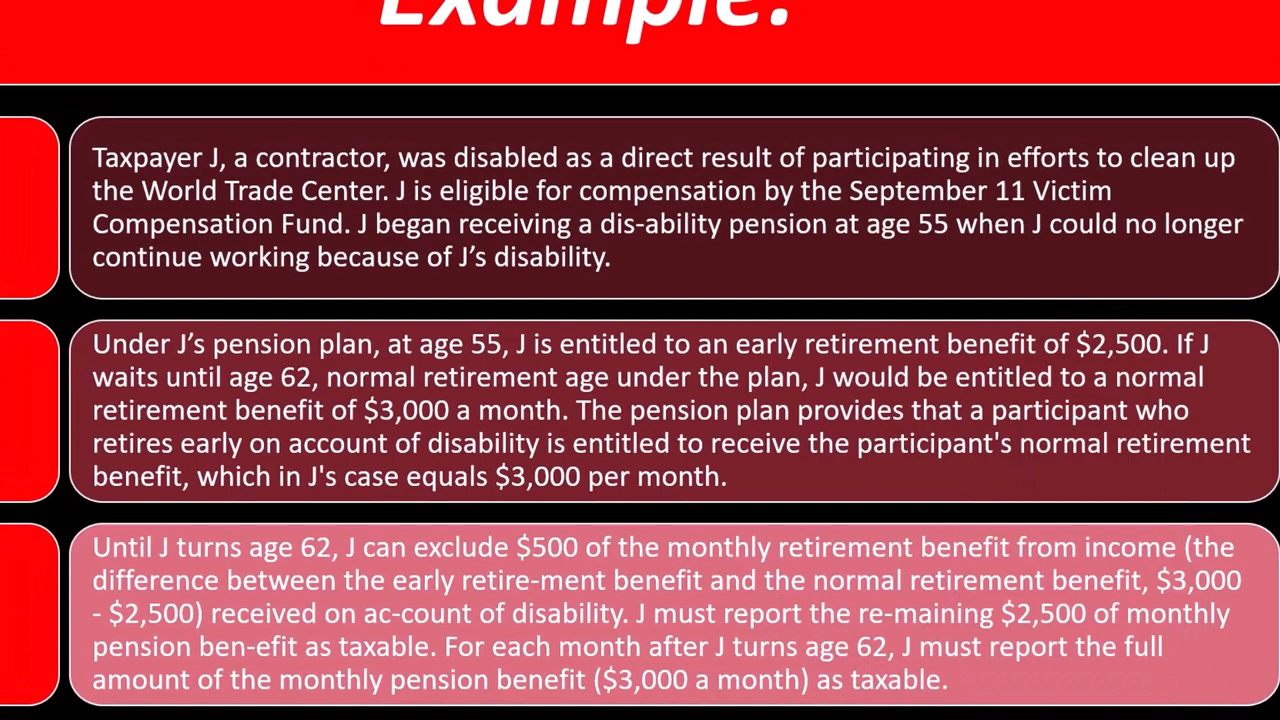 Example:
Taxpayer J, a contractor, was disabled as a direct result of participating in efforts to clean up
the World Trade Center. J is eligible for compensation by the September 11 Victim
Compensation Fund. J began receiving a dis-ability pension at age 55 when J could no longer
continue working because of J’s disability.
Under J’s pension plan, at age 55, J is entitled to an early retirement benefit of $2,500. If J
waits until age 62, normal retirement age under the plan, J would be entitled to a normal
retirement benefit of $3,000 a month. The pension plan provides that a participant who
retires early on account of disability is entitled to receive the participant's normal retirement
benefit, which in J's case equals $3,000 per month.
Until J turns age 62, J can exclude $500 of the monthly retirement benefit from income (the
difference between the early retire-ment benefit and the normal retirement benefit, $3,000
- $2,500) received on ac-count of disability. J must report the re-maining $2,500 of monthly
pension ben-efit as taxable. For each month after J turns age 62, J must report the full
amount of the monthly pension benefit ($3,000 a month) as taxable.